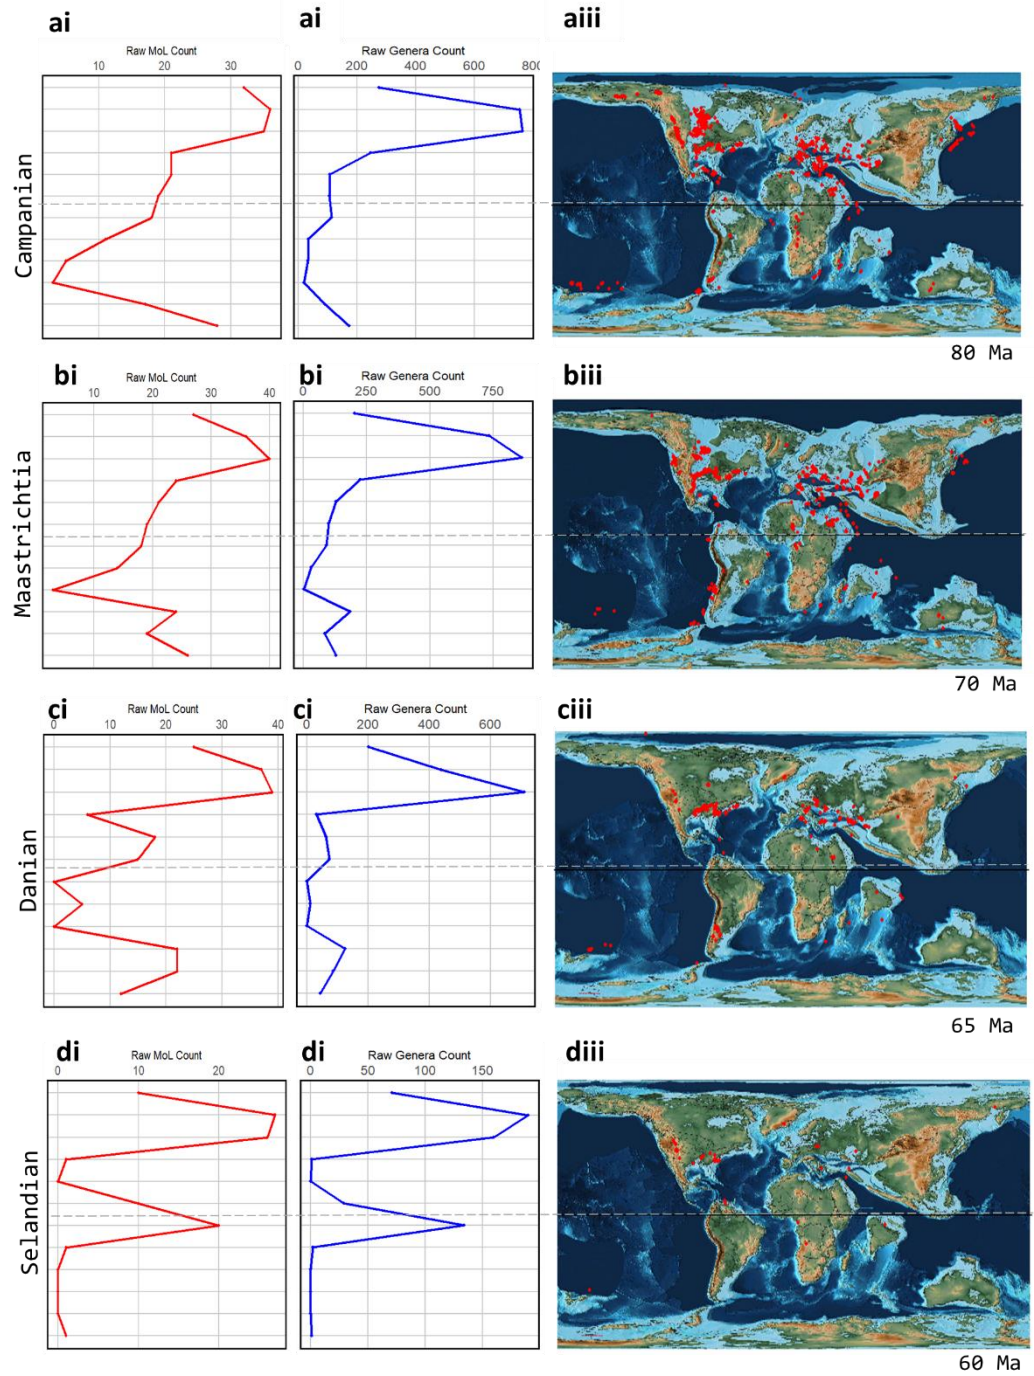 ai ai aiii
Raw MoL Count Raw Genera Count
10 20 30 0 200 400 600 800
Campanian
80 Ma
bi bi biii
Raw MoL Count Raw Genera Count
10 20 30 40 0 250 500 750
Maastrichtia
70 Ma
ci ci ciii
Raw MoL Count Raw Genera Count
0 10 20 30 40 0 200 400 600
Danian
65 Ma
di di diii
Raw MoL Count Raw Genera Count
0 10 20 0 50 100 150
Selandian
60 Ma